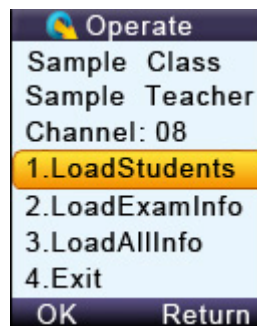 Operate
Sample Class
Sample Teacher
Channel: 08
1.LoadStudents
2.LoadExamInfo
3.LoadAllInfo
4.Exit
OK Return